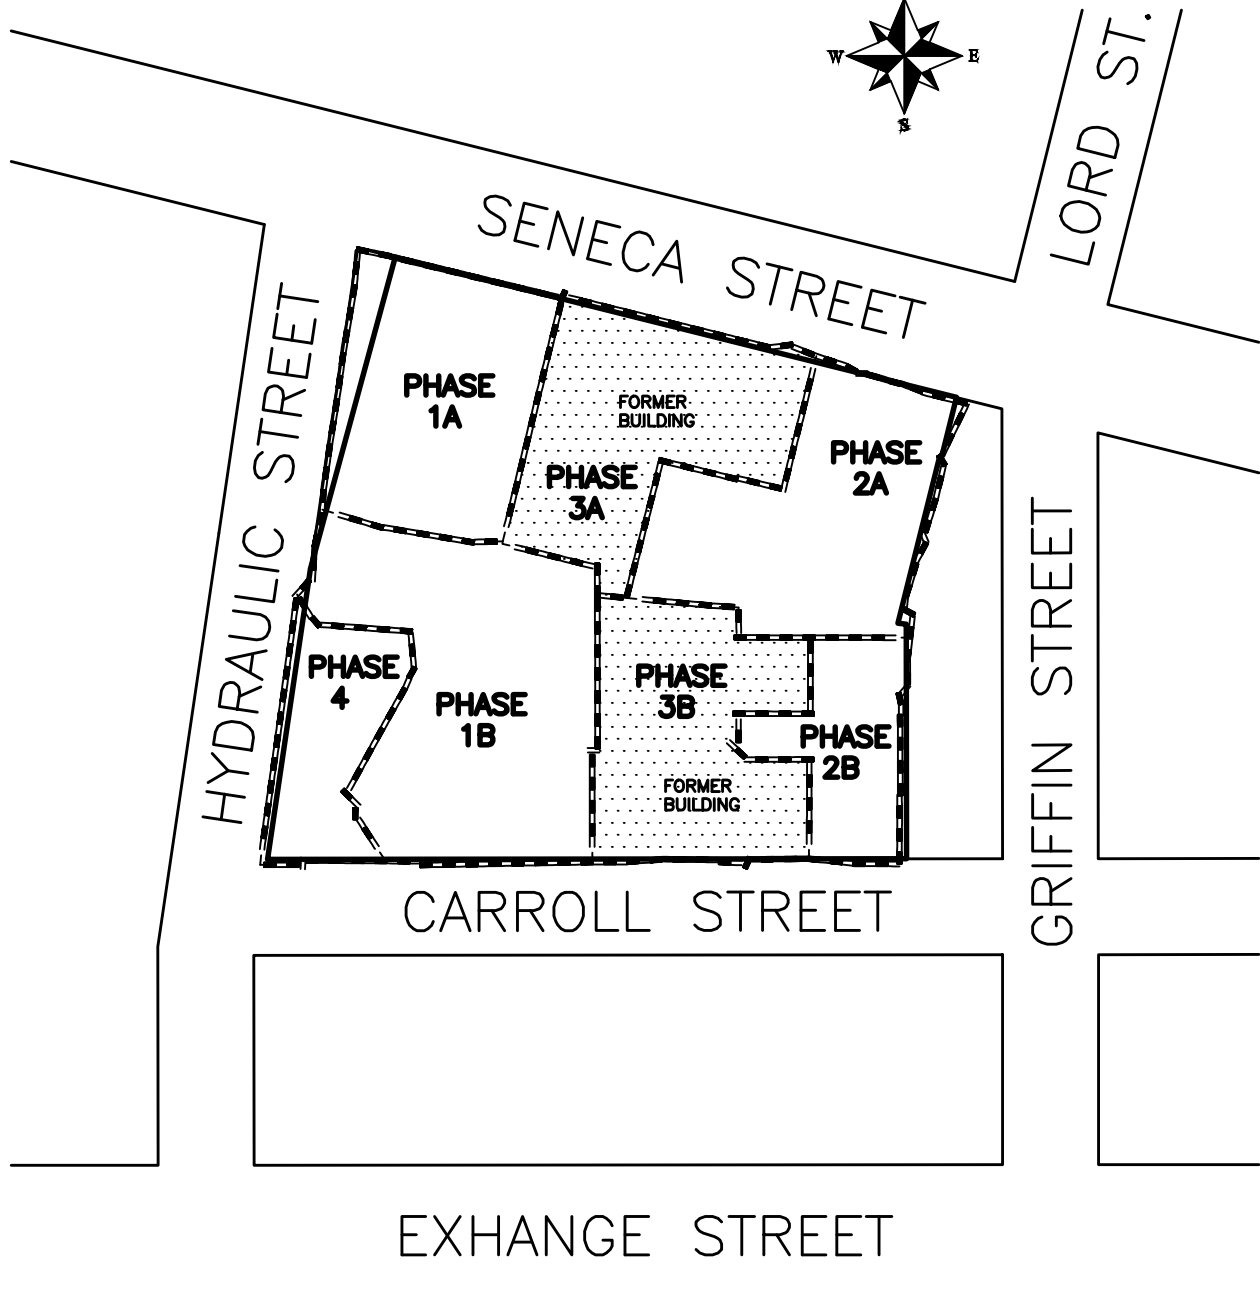 LORD ST.
W
E
S
SENECA STREET
HYDRAULIC STREET
PHASE
1A
FORMER
BUILDING
PHASE
3A
PHASE
2A
PHASE
4
PHASE
1B
PHASE
3B
PHASE
2B
FORMER
BUILDING
GRIFFIN STREET
CARROLL STREET
EXHANGE STREET